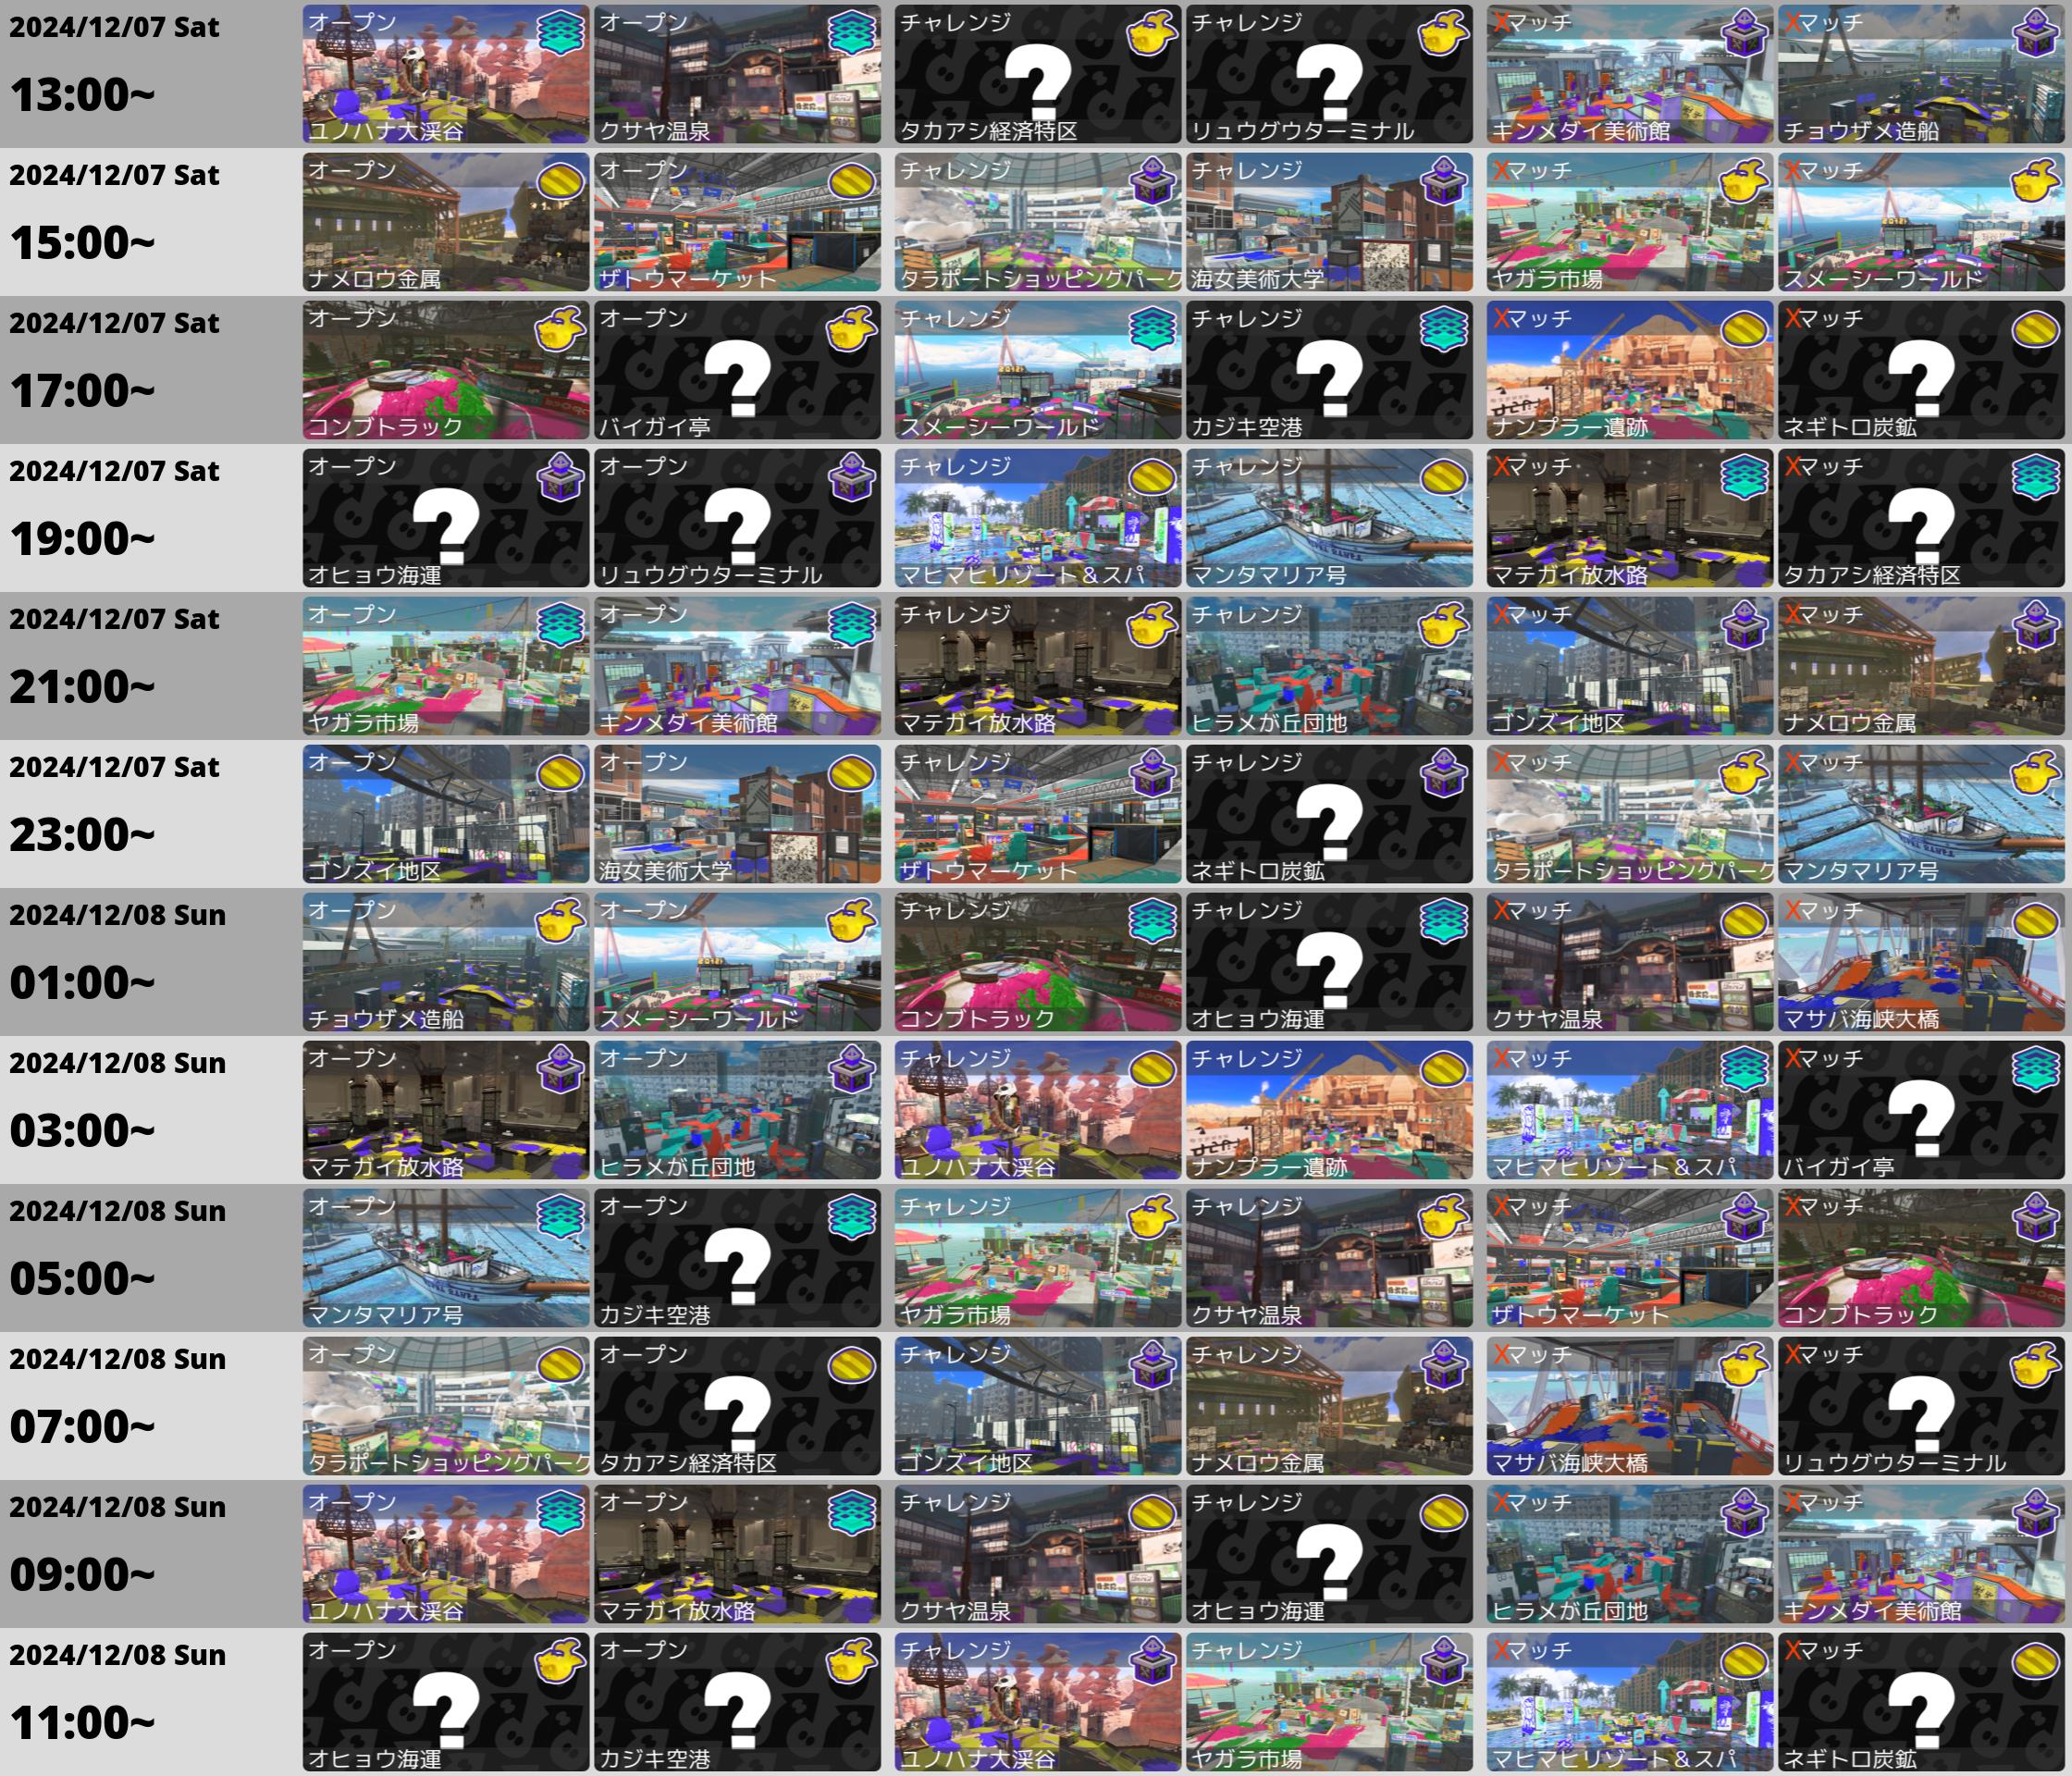 2024/12/07 Sat
13:00~
オープン
ユノハナ大渓谷
オープン
クサヤ温泉
チャレンジ
?
タカアシ経済特区
チャレンジ
?
リュウグウターミナル
Xマッチ
キンメダイ美術館
Xマッチ
チョウザメ造船
2024/12/07 Sat
15:00~
オープン
ナメロウ金属
オープン
ザトウマーケット
チャレンジ
タラポートショッピングパーク
チャレンジ
海女美術大学
Xマッチ
ヤガラ市場
Xマッチ
スメーシーワールド
2024/12/07 Sat
17:00~
オープン
コンブトラック
オープン
?
バイガイ亭
チャレンジ
スメーシーワールド
チャレンジ
?
カジキ空港
Xマッチ
ナンプラー遺跡
Xマッチ
?
ネギトロ炭鉱
2024/12/07 Sat
19:00~
オープン
?
オヒョウ海運
オープン
?
リュウグウターミナル
チャレンジ
マヒマヒリゾート＆スパ
チャレンジ
マンタマリア号
Xマッチ
マテガイ放水路
Xマッチ
?
タカアシ経済特区
2024/12/07 Sat
21:00~
オープン
ヤガラ市場
オープン
キンメダイ美術館
チャレンジ
マテガイ放水路
チャレンジ
ヒラメが丘団地
Xマッチ
ゴンズイ地区
Xマッチ
ナメロウ金属
2024/12/07 Sat
23:00~
オープン
ゴンズイ地区
オープン
海女美術大学
チャレンジ
ザトウマーケット
チャレンジ
?
ネギトロ炭鉱
Xマッチ
タラポートショッピングパーク
Xマッチ
マンタマリア号
2024/12/08 Sun
01:00~
オープン
チョウザメ造船
オープン
スメーシーワールド
チャレンジ
コンブトラック
チャレンジ
?
オヒョウ海運
Xマッチ
クサヤ温泉
Xマッチ
マサバ海峡大橋
2024/12/08 Sun
03:00~
オープン
マテガイ放水路
オープン
ヒラメが丘団地
チャレンジ
ユノハナ大渓谷
チャレンジ
ナンプラー遺跡
Xマッチ
マヒマヒリゾート＆スパ
Xマッチ
?
バイガイ亭
2024/12/08 Sun
05:00~
オープン
マンタマリア号
オープン
?
カジキ空港
チャレンジ
ヤガラ市場
チャレンジ
クサヤ温泉
Xマッチ
ザトウマーケット
Xマッチ
コンブトラック
2024/12/08 Sun
07:00~
オープン
タラポートショッピングパーク
オープン
?
タカアシ経済特区
チャレンジ
ゴンズイ地区
チャレンジ
ナメロウ金属
Xマッチ
マサバ海峡大橋
Xマッチ
?
リュウグウターミナル
2024/12/08 Sun
09:00~
オープン
ユノハナ大渓谷
オープン
マテガイ放水路
チャレンジ
クサヤ温泉
チャレンジ
?
オヒョウ海運
Xマッチ
ヒラメが丘団地
Xマッチ
キンメダイ美術館
2024/12/08 Sun
11:00~
オープン
?
オヒョウ海運
オープン
?
カジキ空港
チャレンジ
ユノハナ大渓谷
チャレンジ
ヤガラ市場
Xマッチ
マヒマヒリゾート＆スパ
Xマッチ
?
ネギトロ炭鉱